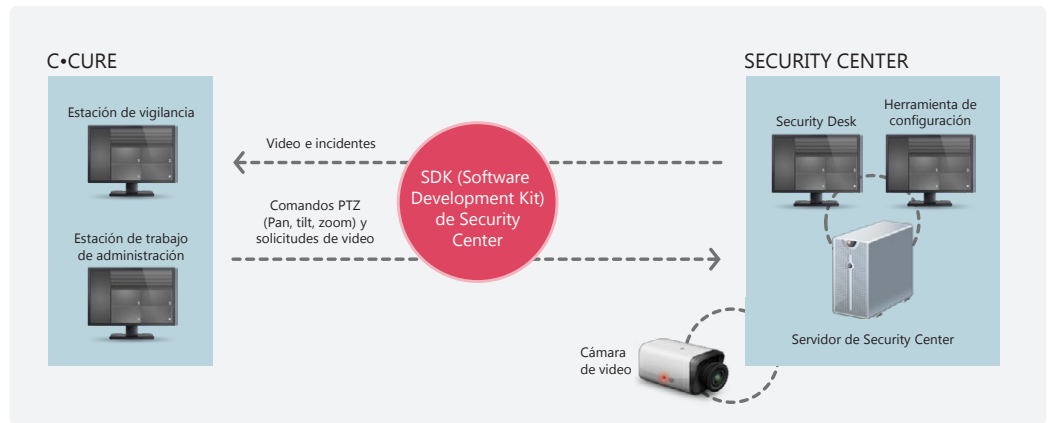 C•CURE
Estación de vigilancia
Estación de trabajo
de administración
Video e incidentes
Comandos PTZ
(Pan, tilt, zoom) y
solicitudes de video
SDK (Software
Development Kit)
de Security
Center
SECURITY CENTER
Security Desk
Herramienta de
configuración
Servidor de Security Center
Cámara
de video